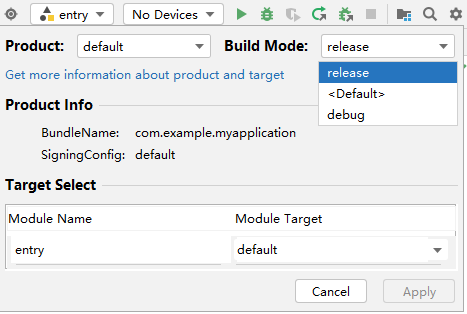 entry No Devices
Product: default Build Mode: release
Get more information about product and target
release
<Default>
debug
Product Info
BundleName: com.example.myapplication
SigningConfig: default
Target Select
Module Name Module Target
entry default
Cancel Apply